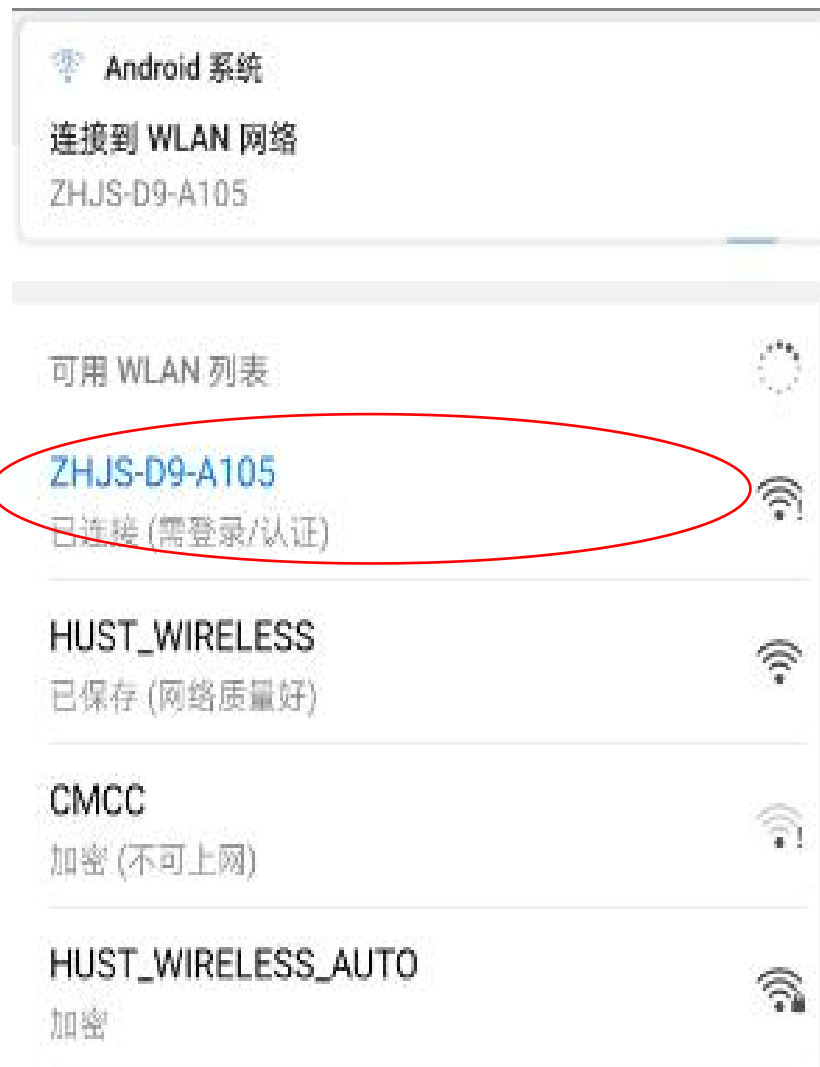 Android 系统
连接到 WLAN 网络
ZHJS-D9-A105
可用 WLAN 列表
ZHJS-D9-A105
已连接 (需登录/认证)
HUST_WIRELESS
已保存 (网络质量好)
CMCC
加密 (不可上网)
HUST_WIRELESS_AUTO
加密